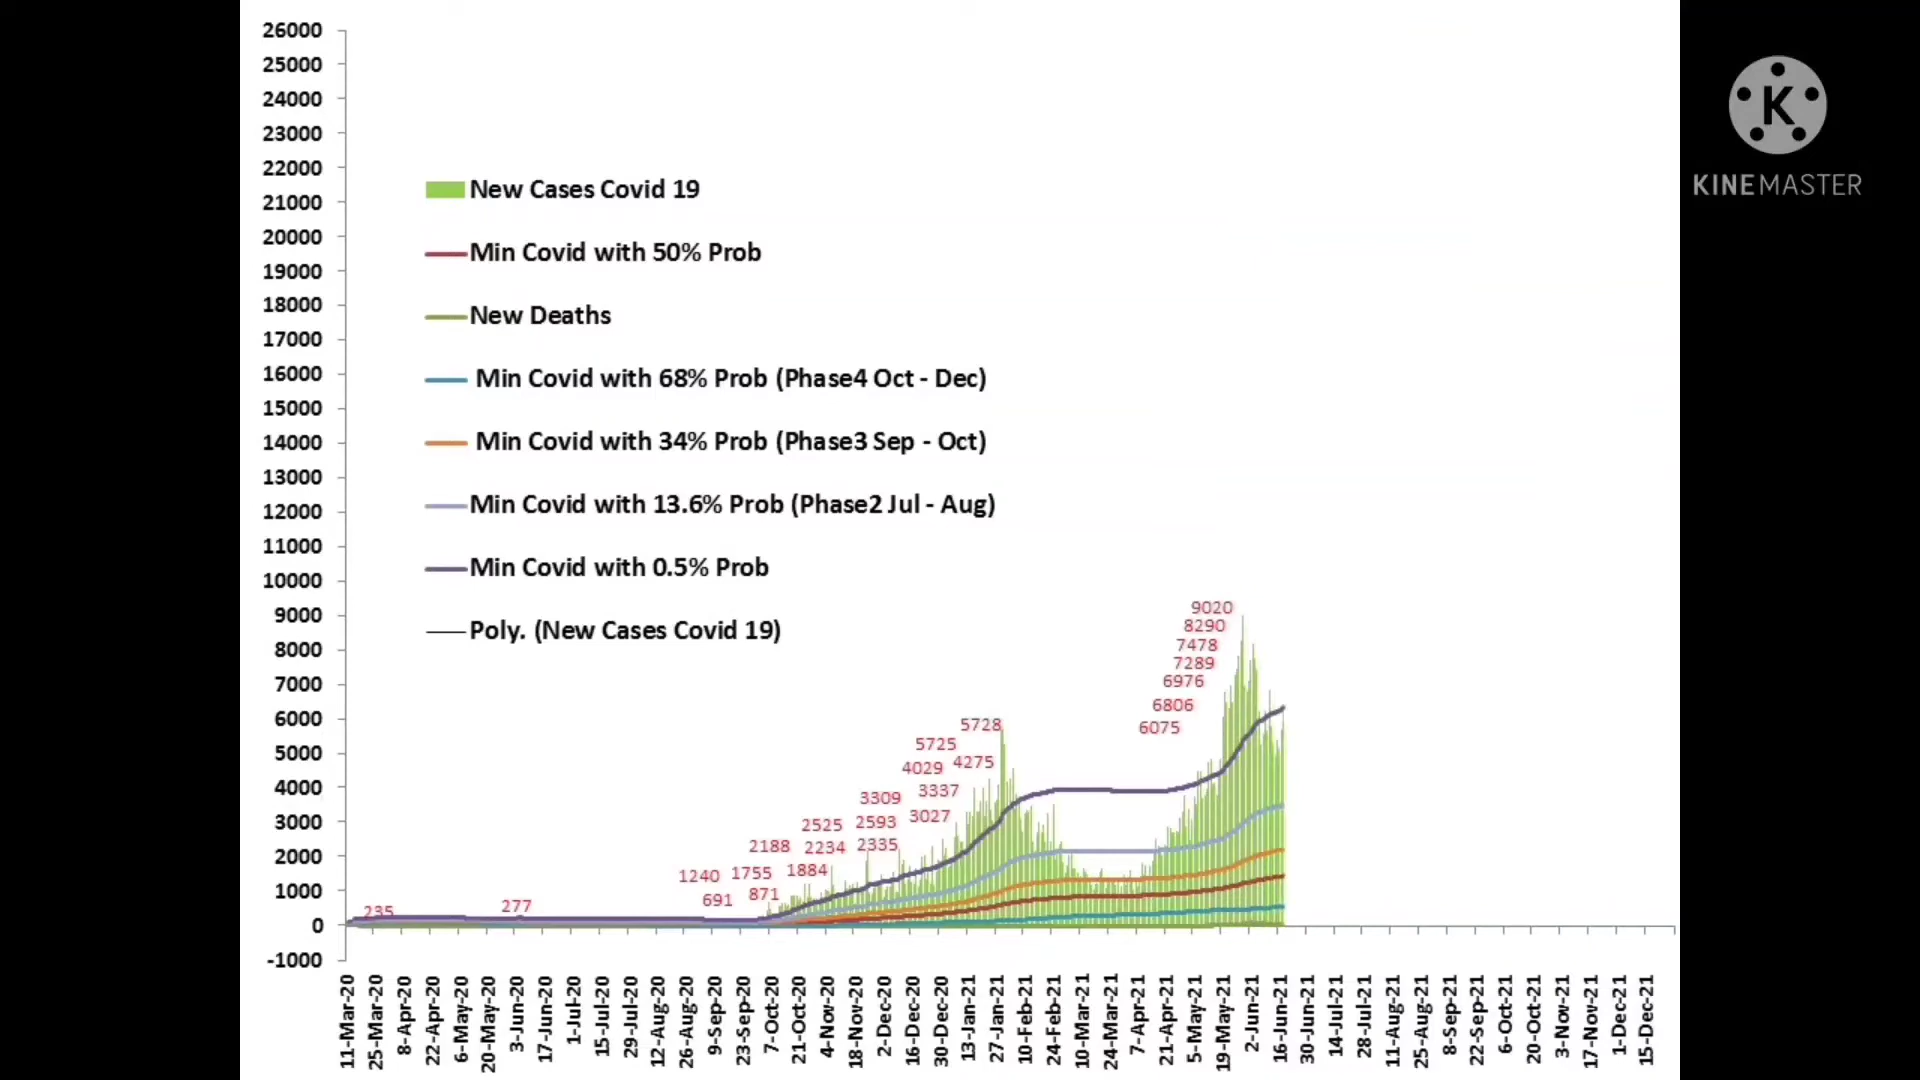 26000
25000
24000
23000
22000
21000
20000
19000
18000
17000
16000
15000
14000
13000
12000
11000
10000
9000
8000
7000
6000
5000
4000
3000
2000
1000
0
-1000
New Cases Covid 19
Min Covid with 50% Prob
New Deaths
Min Covid with 68% Prob (Phase4 Oct - Dec)
Min Covid with 34% Prob (Phase3 Sep - Oct)
Min Covid with 13.6% Prob (Phase2 Jul - Aug)
Min Covid with 0.5% Prob
Poly. (New Cases Covid 19)
235
277
1240
691
1755
871
2188
1884
2525
2234
3309
2593
2335
5725
4029
3337
3027
5728
4275
9020
8290
7478
7289
6976
6806
6075
11-Mar-20
25-Mar-20
8-Apr-20
22-Apr-20
6-May-20
20-May-20
3-Jun-20
17-Jun-20
1-Jul-20
15-Jul-20
29-Jul-20
12-Aug-20
26-Aug-20
9-Sep-20
23-Sep-20
7-Oct-20
21-Oct-20
4-Nov-20
18-Nov-20
2-Dec-20
16-Dec-20
30-Dec-20
13-Jan-21
27-Jan-21
10-Feb-21
24-Feb-21
10-Mar-21
24-Mar-21
7-Apr-21
21-Apr-21
5-May-21
19-May-21
2-Jun-21
16-Jun-21
30-Jun-21
14-Jul-21
28-Jul-21
11-Aug-21
25-Aug-21
8-Sep-21
22-Sep-21
6-Oct-21
20-Oct-21
3-Nov-21
17-Nov-21
1-Dec-21
15-Dec-21
K
KINEMASTER